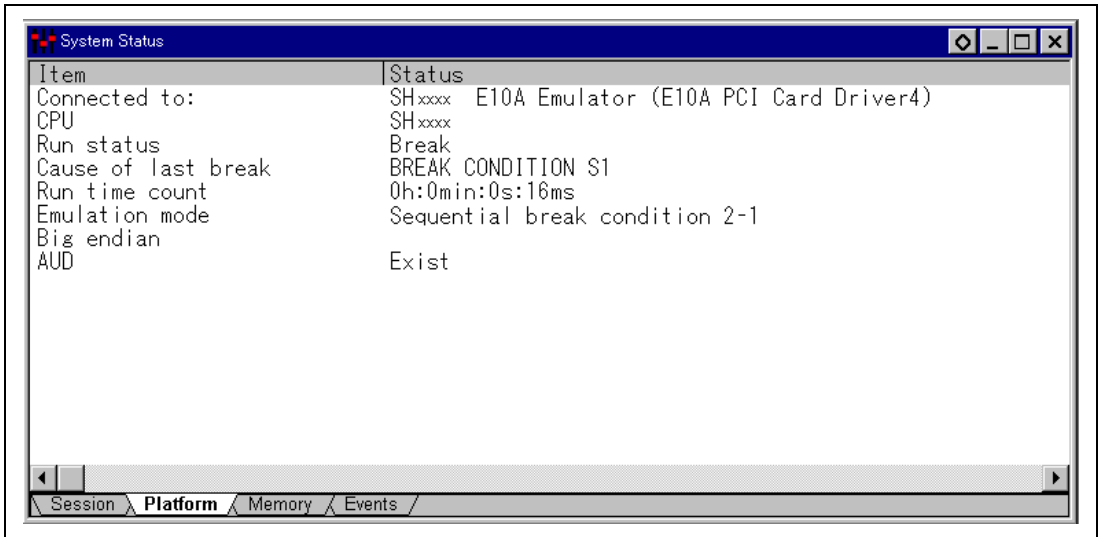 System Status
Item Status
Connected to: SHxxxx E10A Emulator (E10A PCI Card Driver4)
CPU SHxxxx
Run status Break
Cause of last break BREAK CONDITION S1
Run time count 0h:0min:0s:16ms
Emulation mode Sequential break condition 2-1
Big endian
AUD Exist
Session Platform Memory Events